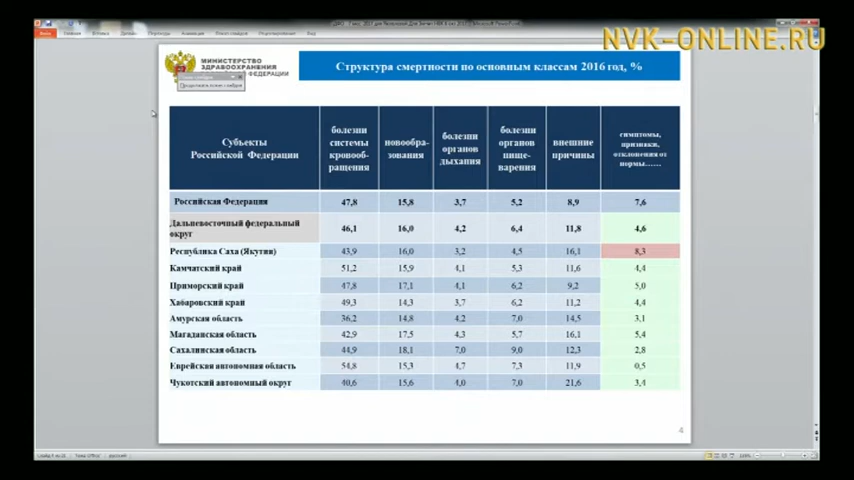 NVK-ONLINE.RU
МИНИСТЕРСТВО
ЗДРАВООХРАНЕНИЯ
ФЕДЕРАЦИИ
Структура смертности по основным классам 2016 год, %
Субъекты
Российской Федерации
болезни
системы
кровооб-
ращения
новообра-
зования
болезни
органов
дыхания
болезни
органов
пище-
варения
внешние
причины
симптомы,
признаки,
отклонения от
нормы......
Российская Федерация 47,8 15,8 3,7 5,2 8,9 7,6
Дальневосточный федеральный
округ 46,1 16,0 4,2 6,4 11,8 4,6
Республика Саха (Якутия) 43,9 16,0 3,2 4,5 16,1 8,3
Камчатский край 51,2 15,9 4,1 5,3 11,6 4,4
Приморский край 47,8 17,1 4,1 6,2 9,2 5,0
Хабаровский край 49,3 14,3 3,7 6,2 11,2 4,4
Амурская область 36,2 14,8 4,2 7,0 14,5 3,1
Магаданская область 42,9 17,5 4,3 5,7 16,1 5,4
Сахалинская область 44,9 18,1 7,0 9,0 12,3 2,8
Еврейская автономная область 54,8 15,3 4,7 7,3 11,9 0,5
Чукотский автономный округ 40,6 15,6 4,0 7,0 21,6 3,4
4